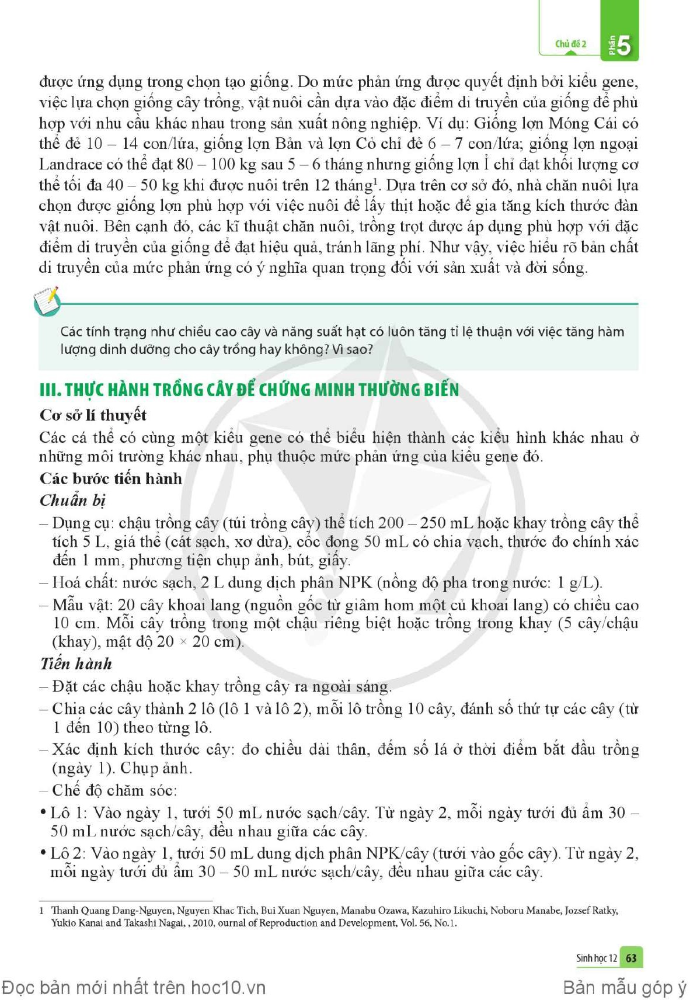 Chủ đề 2
Phần 5
được ứng dụng trong chọn tạo giống. Do mức phản ứng được quyết định bởi kiểu gene,
việc lựa chọn giống cây trồng, vật nuôi cần dựa vào đặc điểm di truyền của giống để phù
hợp với nhu cầu khác nhau trong sản xuất nông nghiệp. Ví dụ: Giống lợn Móng Cái có
thể đẻ 10 – 14 con/lứa, giống lợn Bản và lợn Cỏ chỉ đẻ 6 – 7 con/lứa; giống lợn ngoại
Landrace có thể đạt 80 – 100 kg sau 5 – 6 tháng nhưng giống lợn Ỉ chỉ đạt khối lượng cơ
thể tối đa 40 – 50 kg khi được nuôi trên 12 tháng¹. Dựa trên cơ sở đó, nhà chăn nuôi lựa
chọn được giống lợn phù hợp với việc nuôi để lấy thịt hoặc để gia tăng kích thước đàn
vật nuôi. Bên cạnh đó, các kĩ thuật chăn nuôi, trồng trọt được áp dụng phù hợp với đặc
điểm di truyền của giống để đạt hiệu quả, tránh lãng phí. Như vậy, việc hiểu rõ bản chất
di truyền của mức phản ứng có ý nghĩa quan trọng đối với sản xuất và đời sống.
Các tính trạng như chiều cao cây và năng suất hạt có luôn tăng tỉ lệ thuận với việc tăng hàm
lượng dinh dưỡng cho cây trồng hay không? Vì sao?
III. THỰC HÀNH TRỒNG CÂY ĐỂ CHỨNG MINH THƯỜNG BIẾN
Cơ sở lí thuyết
Các cá thể có cùng một kiểu gene có thể biểu hiện thành các kiểu hình khác nhau ở
những môi trường khác nhau, phụ thuộc mức phản ứng của kiểu gene đó.
Các bước tiến hành
Chuẩn bị
– Dụng cụ: chậu trồng cây (túi trồng cây) thể tích 200 – 250 mL hoặc khay trồng cây thể
tích 5 L, giá thể (cát sạch, xơ dừa), cốc đong 50 mL có chia vạch, thước đo chính xác
đến 1 mm, phương tiện chụp ảnh, bút, giấy.
– Hoá chất: nước sạch, 2 L dung dịch phân NPK (nồng độ pha trong nước: 1 g/L).
– Mẫu vật: 20 cây khoai lang (nguồn gốc từ giâm hom một củ khoai lang) có chiều cao
10 cm. Mỗi cây trồng trong một chậu riêng biệt hoặc trồng trong khay (5 cây/chậu
(khay), mật độ 20 × 20 cm).
Tiến hành
– Đặt các chậu hoặc khay trồng cây ra ngoài sáng.
– Chia các cây thành 2 lô (lô 1 và lô 2), mỗi lô trồng 10 cây, đánh số thứ tự các cây (từ
1 đến 10) theo từng lô.
– Xác định kích thước cây: đo chiều dài thân, đếm số lá ở thời điểm bắt đầu trồng
(ngày 1). Chụp ảnh.
– Chế độ chăm sóc:
• Lô 1: Vào ngày 1, tưới 50 mL nước sạch/cây. Từ ngày 2, mỗi ngày tưới đủ ẩm 30 –
50 mL nước sạch/cây, đều nhau giữa các cây.
• Lô 2: Vào ngày 1, tưới 50 mL dung dịch phân NPK/cây (tưới vào gốc cây). Từ ngày 2,
mỗi ngày tưới đủ ẩm 30 – 50 mL nước sạch/cây, đều nhau giữa các cây.
1 Thanh Quang Dang-Nguyen, Nguyen Khac Tich, Bui Xuan Nguyen, Manabu Ozawa, Kazuhiro Likuchi, Noboru Manabe, Jozsef Ratky,
Yukio Kanai and Takashi Nagai, , 2010, ournal of Reproduction and Development, Vol. 56, No.1.
Sinh học 12 63
Đọc bản mới nhất trên hoc10.vn
Bản mẫu góp ý